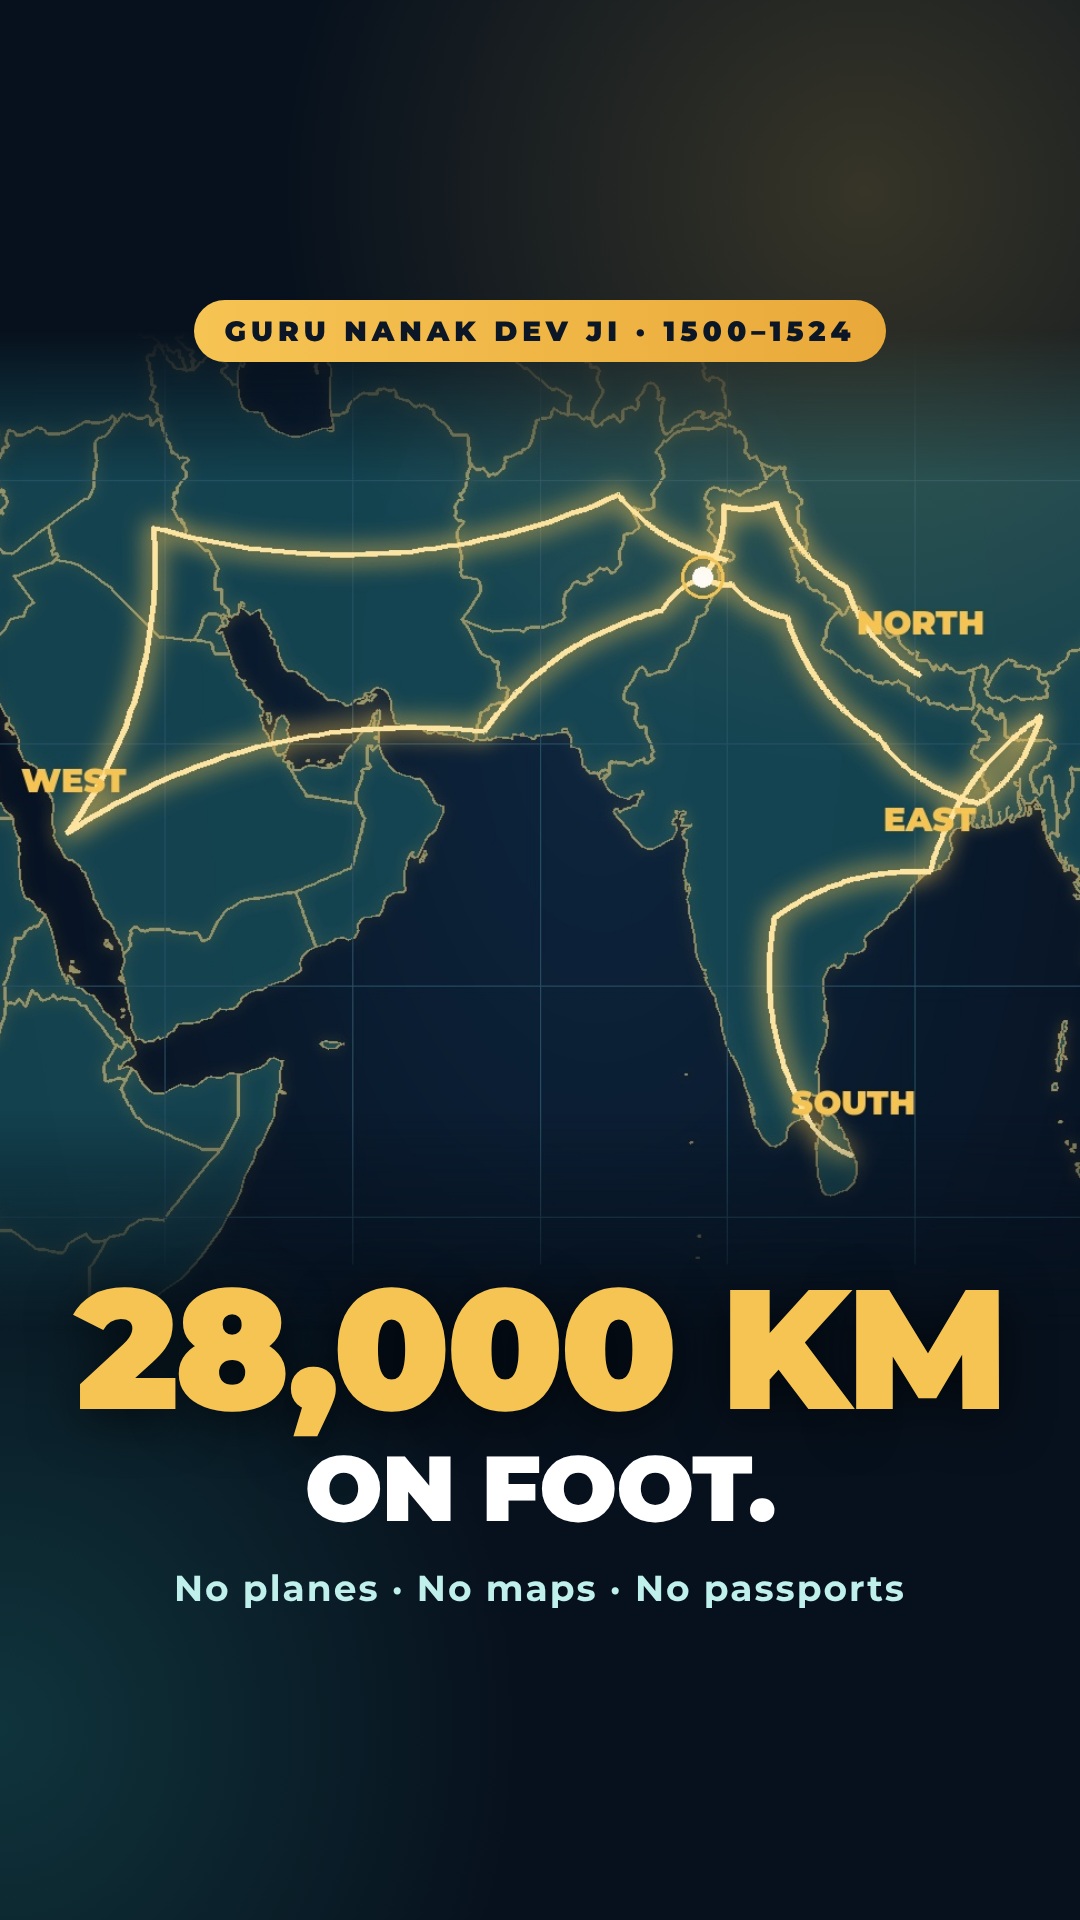 GURU NANAK DEV JI · 1500–1524
NORTH
WEST
EAST
SOUTH
28,000 KM
ON FOOT.
No planes · No maps · No passports